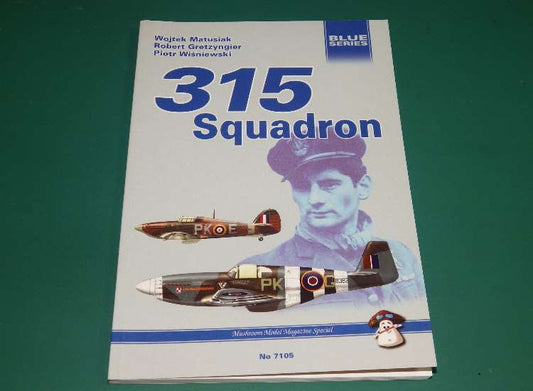 Wojtek Matusiak
Robert Gretzyngier
Piotr Wiśniewski
BLUE
SERIES
315
Squadron
PK E
PK G
Mushroom Model Magazine Special
No 7105